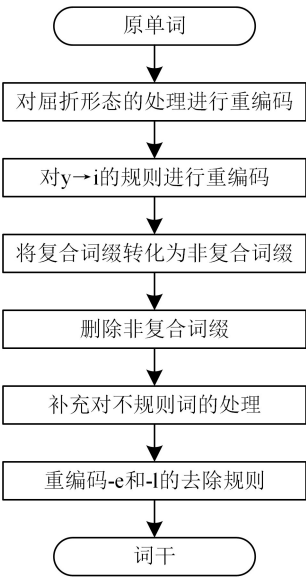 原单词
对屈折形态的处理进行重编码
对y→i的规则进行重编码
将复合词缀转化为非复合词缀
删除非复合词缀
补充对不规则词的处理
重编码-e和-l的去除规则
词干